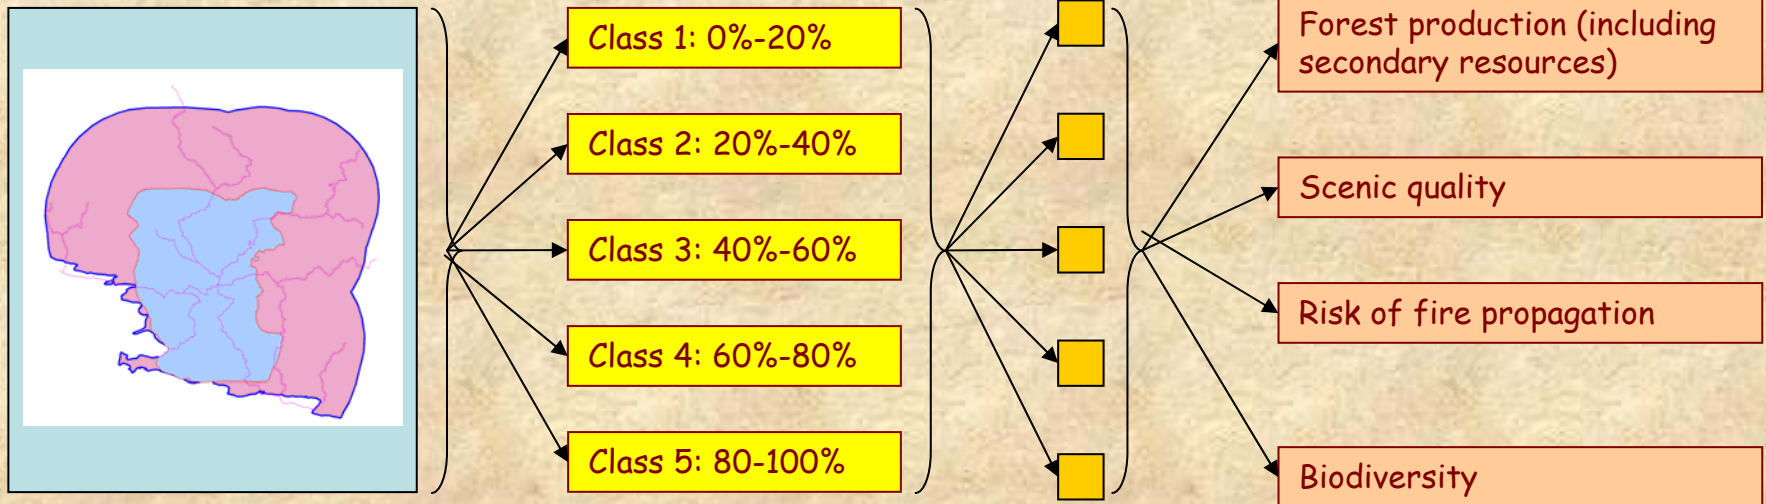 Class 1: 0%-20%
Class 2: 20%-40%
Class 3: 40%-60%
Class 4: 60%-80%
Class 5: 80-100%
Forest production (including
secondary resources)
Scenic quality
Risk of fire propagation
Biodiversity